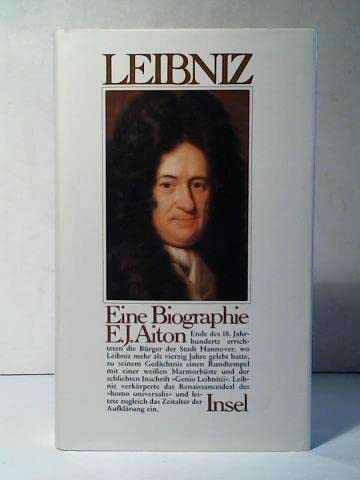 LEIBNIZ
Eine Biographie
E.J. Aiton
Ende des 18. Jahr-
hunderts errich-
teten die Bürger der Stadt Hannover, wo
Leibniz mehr als vierzig Jahre gelebt hatte,
zu seinem Gedächtnis einen Rundtempel
mit einer weißen Marmorbüste und der
schlichten Inschrift »Genio Leibnitii«. Leib-
niz verkörperte das Renaissanceideal des
»homo universalis« und lei-
tete zugleich das Zeitalter der
Aufklärung ein.
Insel